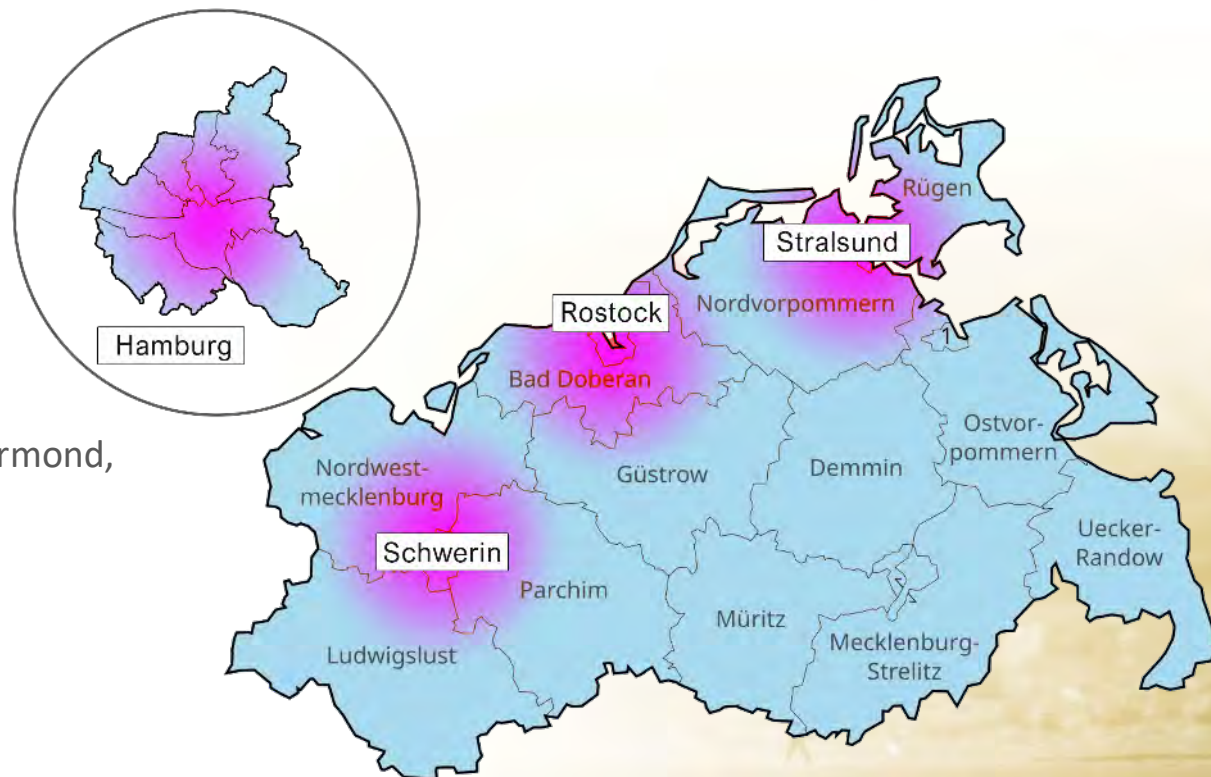 Rügen
Stralsund
Nordvorpommern
Rostock
1
Hamburg
Bad Doberan
Ostvor-
pommern
rmond,
Nordwest-
mecklenburg
Güstrow
Demmin
Uecker-
Randow
Schwerin
Parchim
Müritz
Mecklenburg-
Strelitz
Ludwigslust